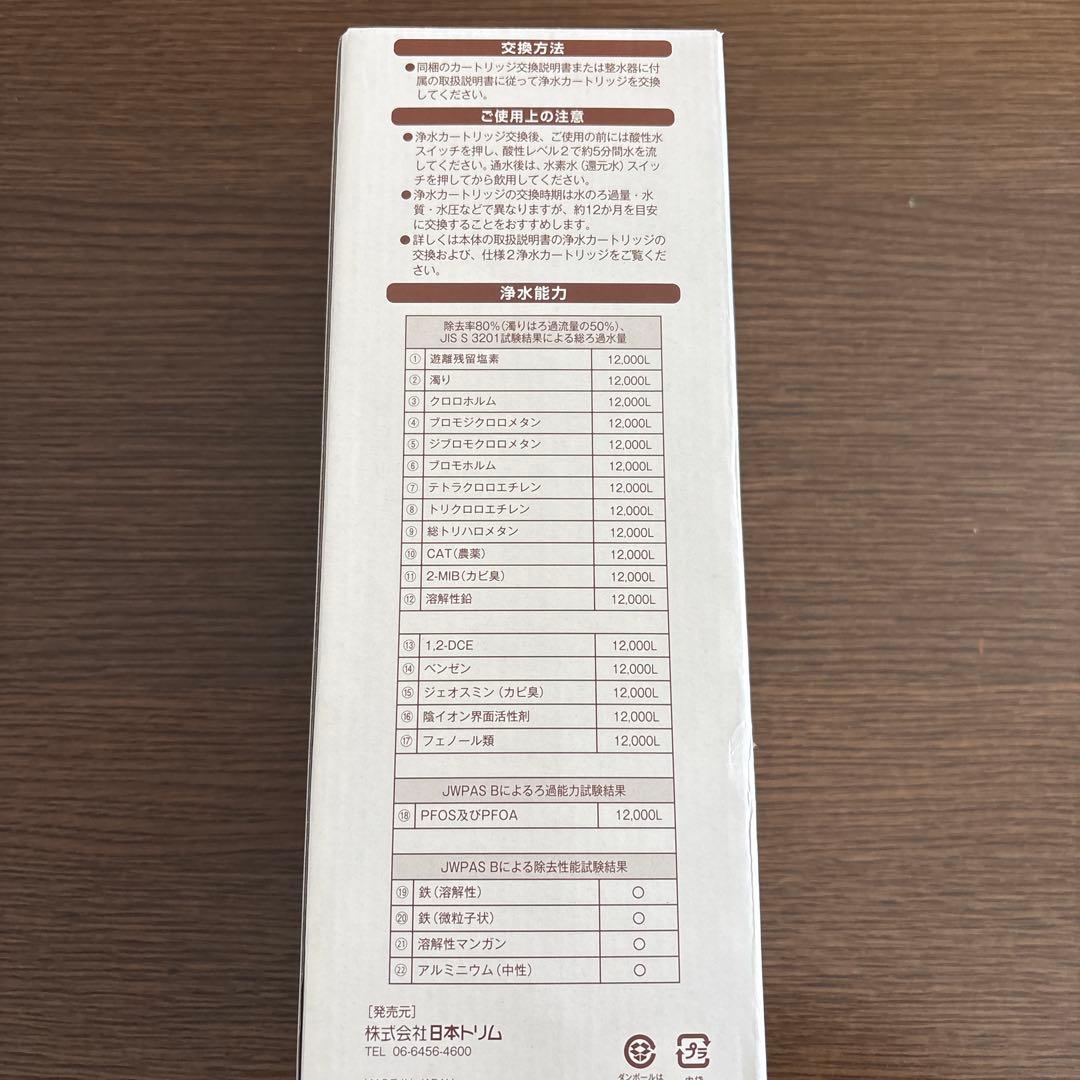 交換方法
●同梱のカートリッジ交換説明書または整水器に付
属の取扱説明書に従って浄水カートリッジを交換
してください。
ご使用上の注意
●浄水カートリッジ交換後、ご使用の前には酸性水
スイッチを押し、酸性レベル2で約5分間水を流
してください。通水後は、水素水(還元水)スイッ
チを押してから飲用してください。
●浄水カートリッジの交換時期は水のろ過量・水
質・水圧などで異なりますが、約12か月を目安
に交換することをおすすめします。
●詳しくは本体の取扱説明書の浄水カートリッジの
交換および、仕様2浄水カートリッジをご覧くだ
さい。
浄水能力
除去率80%(濁りはろ過流量の50%)、
JIS S 3201試験結果による総ろ過水量
① 遊離残留塩素 12,000L
② 濁り 12,000L
③ クロロホルム 12,000L
④ ブロモジクロロメタン 12,000L
⑤ ジブロモクロロメタン 12,000L
⑥ ブロモホルム 12,000L
⑦ テトラクロロエチレン 12,000L
⑧ トリクロロエチレン 12,000L
⑨ 総トリハロメタン 12,000L
⑩ CAT(農薬) 12,000L
⑪ 2-MIB(カビ臭) 12,000L
⑫ 溶解性鉛 12,000L
⑬ 1,2-DCE 12,000L
⑭ ベンゼン 12,000L
⑮ ジェオスミン(カビ臭) 12,000L
⑯ 陰イオン界面活性剤 12,000L
⑰ フェノール類 12,000L
JWPAS Bによるろ過能力試験結果
⑱ PFOS及びPFOA 12,000L
JWPAS Bによる除去性能試験結果
⑲ 鉄(溶解性) ○
⑳ 鉄(微粒子状) ○
㉑ 溶解性マンガン ○
㉒ アルミニウム(中性) ○
[発売元]
株式会社日本トリム
TEL 06-6456-4600
プラ
ダンボールは